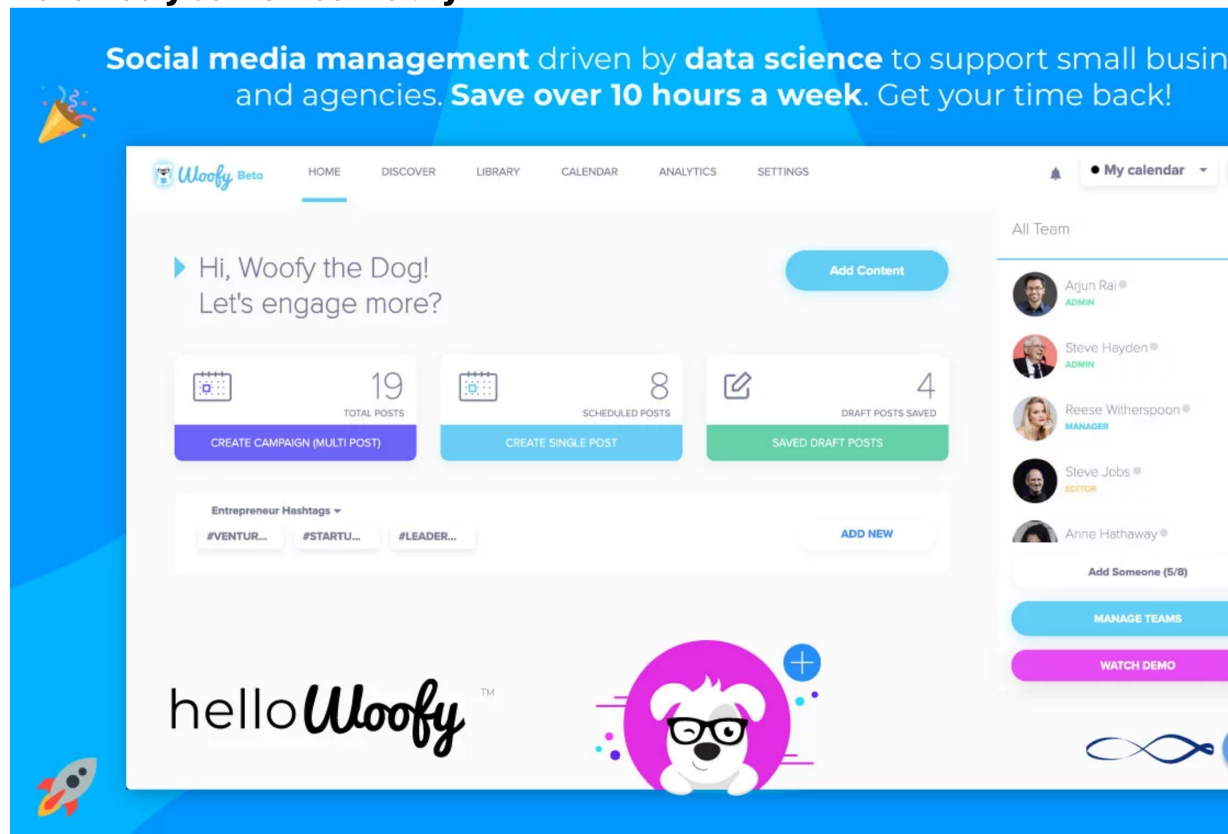 Social media management driven by data science to support small busin
and agencies. Save over 10 hours a week. Get your time back!
Woofy Beta
HOME DISCOVER LIBRARY CALENDAR ANALYTICS SETTINGS
My calendar
Hi, Woofy the Dog!
Let's engage more?
Add Content
19
TOTAL POSTS
CREATE CAMPAIGN (MULTI POST)
8
SCHEDULED POSTS
CREATE SINGLE POST
4
DRAFT POSTS SAVED
SAVED DRAFT POSTS
Entrepreneur Hashtags
#VENTUR... #STARTU... #LEADER...
ADD NEW
All Team
Arjun Rai
ADMIN
Steve Hayden
ADMIN
Reese Witherspoon
MANAGER
Steve Jobs
EDITOR
Anne Hathaway
Add Someone (5/8)
MANAGE TEAMS
WATCH DEMO
helloWoofy TM